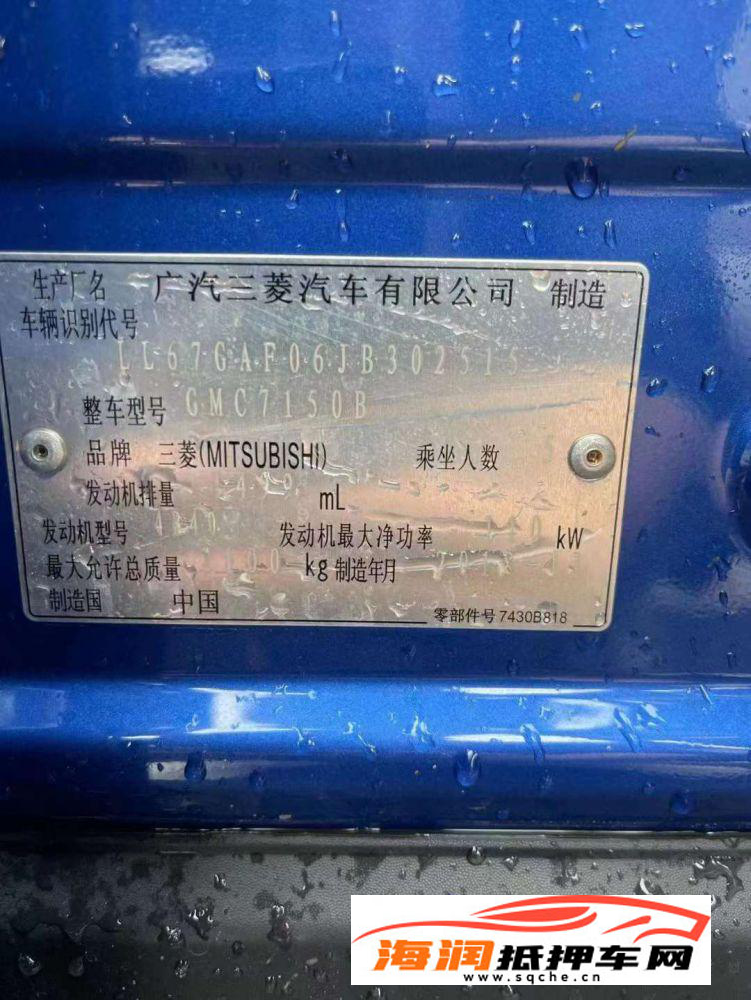 生产厂名 广汽三菱汽车有限公司 制造
车辆识别代号
LL67GAF06JB302515
整车型号 GMC7150B
品牌 三菱(MITSUBISHI) 乘坐人数
发动机排量 mL
发动机型号 发动机最大净功率 kW
最大允许总质量 kg 制造年月
制造国 中国
零部件号 7430B818
海润抵押车网
www.sqche.cn